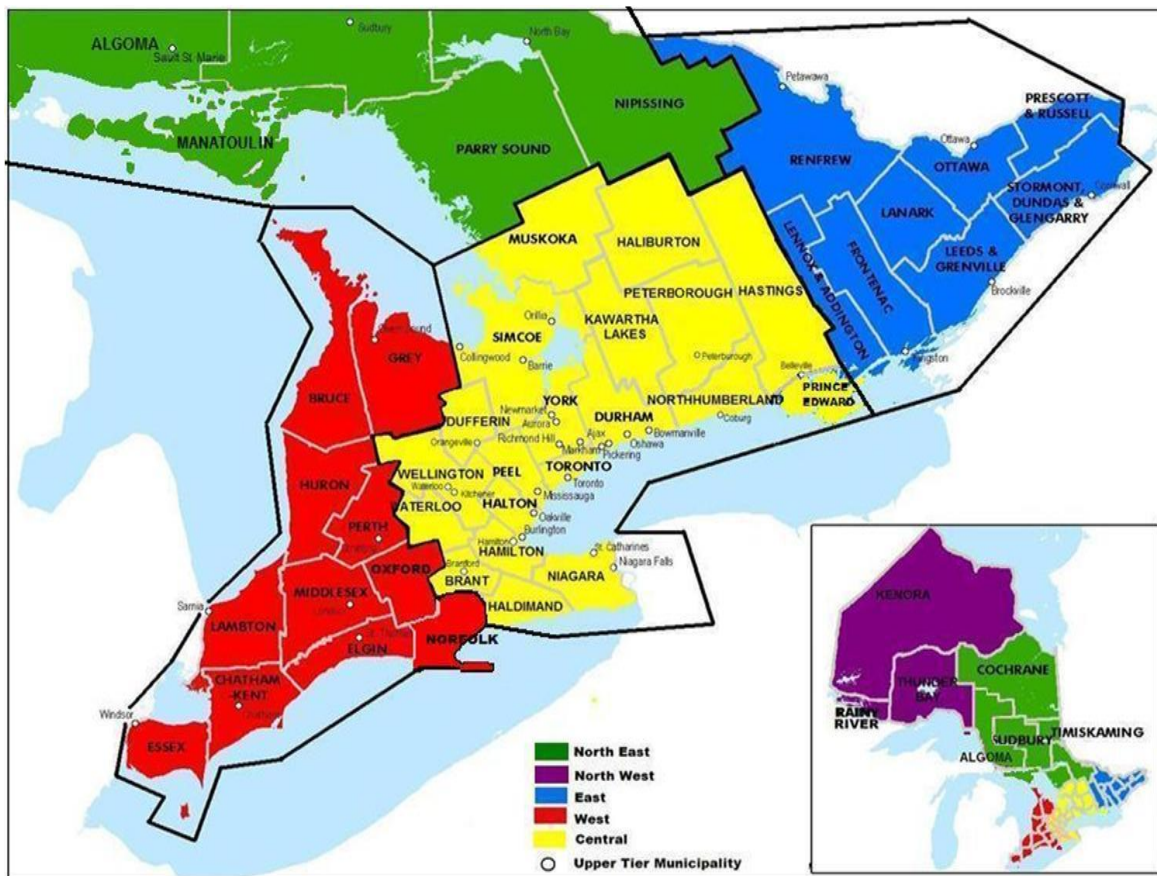 ALGOMA
Sault St. Marie
Sudbury
North Bay
MANATOULIN
PARRY SOUND
NIPISSING
Petawawa
RENFREW
Ottawa
OTTAWA
PRESCOTT
& RUSSELL
STORMONT,
DUNDAS &
GLENGARRY
Cornwall
LANARK
LEEDS &
GRENVILLE
Brockville
LENNOX & ADDINGTON
FRONTENAC
Kingston
MUSKOKA
HALIBURTON
PETERBOROUGH
HASTINGS
KAWARTHA
LAKES
Orillia
SIMCOE
Collingwood
Barrie
Peterborough
Belleville
PRINCE
EDWARD
NORTHHUMBERLAND
Coburg
YORK
Newmarket
Aurora
Richmond Hill
DURHAM
Ajax
Bowmanville
Oshawa
Markham
Pickering
DUFFERIN
Orangeville
TORONTO
Toronto
PEEL
WELLINGTON
Waterloo
Kitchener
WATERLOO
HALTON
Mississauga
Oakville
Burlington
Hamilton
HAMILTON
St. Catharines
Niagara Falls
NIAGARA
Brantford
BRANT
HALDIMAND
GREY
BRUCE
HURON
PERTH
OXFORD
MIDDLESEX
Sarnia
LAMBTON
St. Thomas
ELGIN
NORFOLK
CHATHAM
-KENT
Chatham
Windsor
ESSEX
North East
North West
East
West
Central
Upper Tier Municipality
KENORA
THUNDER
BAY
RAINY
RIVER
COCHRANE
TIMISKAMING
SUDBURY
ALGOMA